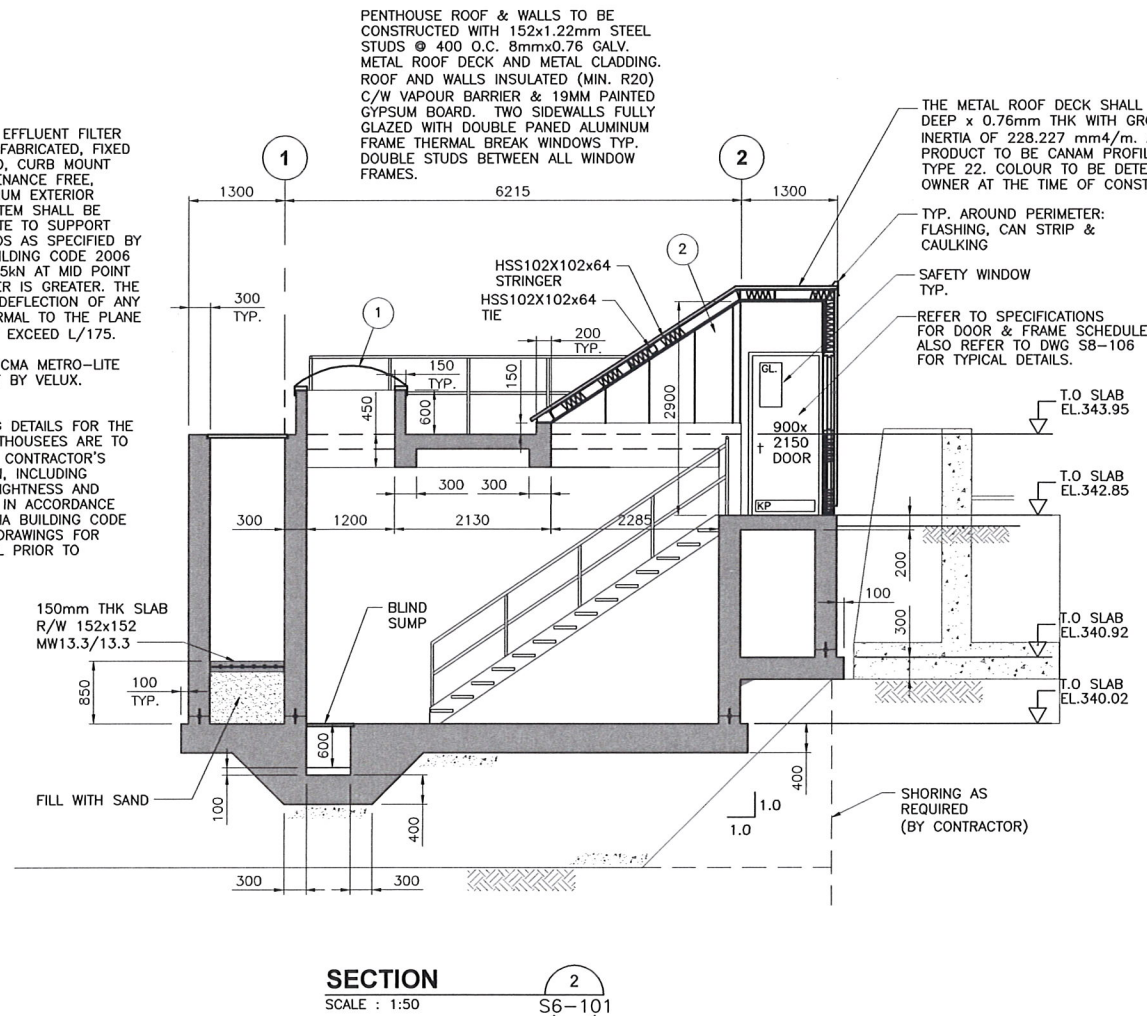 PENTHOUSE ROOF & WALLS TO BE
CONSTRUCTED WITH 152x1.22mm STEEL
STUDS @ 400 O.C. 8mmx0.76 GALV.
METAL ROOF DECK AND METAL CLADDING.
ROOF AND WALLS INSULATED (MIN. R20)
C/W VAPOUR BARRIER & 19MM PAINTED
GYPSUM BOARD. TWO SIDEWALLS FULLY
GLAZED WITH DOUBLE PANED ALUMINUM
FRAME THERMAL BREAK WINDOWS TYP.
DOUBLE STUDS BETWEEN ALL WINDOW
FRAMES.
EFFLUENT FILTER
FABRICATED, FIXED
, CURB MOUNT
ENANCE FREE,
UM EXTERIOR
TEM SHALL BE
TE TO SUPPORT
DS AS SPECIFIED BY
ILDING CODE 2006
5kN AT MID POINT
ER IS GREATER. THE
DEFLECTION OF ANY
RMAL TO THE PLANE
EXCEED L/175.
CMA METRO-LITE
BY VELUX.
DETAILS FOR THE
THOUSEES ARE TO
CONTRACTOR'S
N, INCLUDING
IGHTNESS AND
IN ACCORDANCE
BUILDING CODE
DRAWINGS FOR
L PRIOR TO
THE METAL ROOF DECK SHALL
DEEP x 0.76mm THK WITH GRO
INERTIA OF 228.227 mm4/m.
PRODUCT TO BE CANAM PROFIL
TYPE 22. COLOUR TO BE DETE
OWNER AT THE TIME OF CONST
TYP. AROUND PERIMETER:
FLASHING, CAN STRIP &
CAULKING
SAFETY WINDOW
TYP.
REFER TO SPECIFICATIONS
FOR DOOR & FRAME SCHEDULE
ALSO REFER TO DWG S8-106
FOR TYPICAL DETAILS.
1
2
1300
6215
1300
HSS102X102x64
STRINGER
HSS102X102x64
TIE
2
1
300
TYP.
200
TYP.
150
TYP.
150
450
600
2900
GL.
900x
2150
DOOR
KP
T.O SLAB
EL.343.95
T.O SLAB
EL.342.85
T.O SLAB
EL.340.92
T.O SLAB
EL.340.02
300
300
300
1200
2130
2285
200
300
100
150mm THK SLAB
R/W 152x152
MW13.3/13.3
BLIND
SUMP
850
100
TYP.
600
FILL WITH SAND
100
400
400
1.0
1.0
300
300
SHORING AS
REQUIRED
(BY CONTRACTOR)
SECTION
SCALE : 1:50
2
S6-101